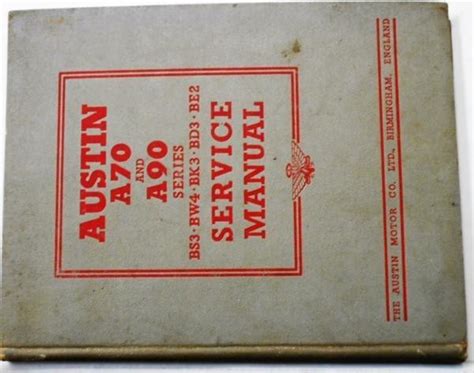 AUSTIN
A70
AND
A90
SERIES
BS3 · BW4 · BK3 · BD3 · BE2
SERVICE
MANUAL
THE AUSTIN MOTOR CO. LTD., BIRMINGHAM, ENGLAND